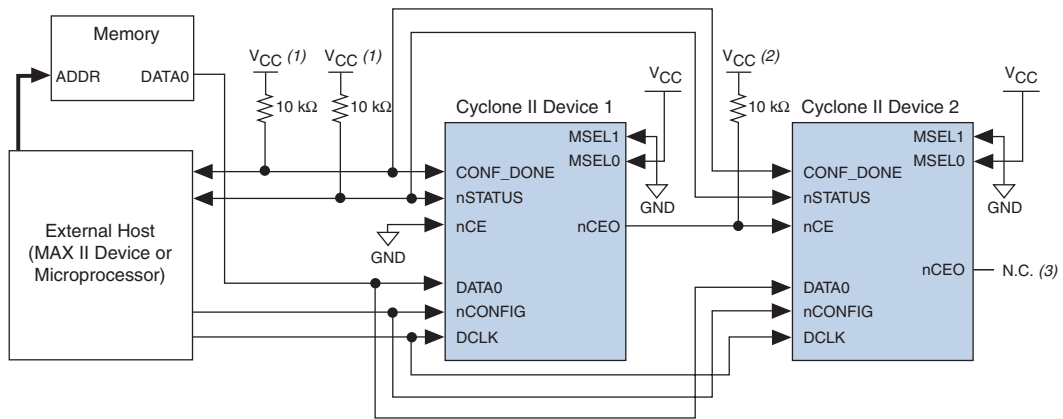 Memory
ADDR DATA0
VCC (1)
10 kΩ
VCC (1)
10 kΩ
External Host
(MAX II Device or
Microprocessor)
GND
Cyclone II Device 1
MSEL1
MSEL0
CONF_DONE
nSTATUS
nCE
nCEO
DATA0
nCONFIG
DCLK
VCC
GND
VCC (2)
10 kΩ
Cyclone II Device 2
MSEL1
MSEL0
CONF_DONE
nSTATUS
nCE
nCEO
DATA0
nCONFIG
DCLK
VCC
GND
N.C. (3)